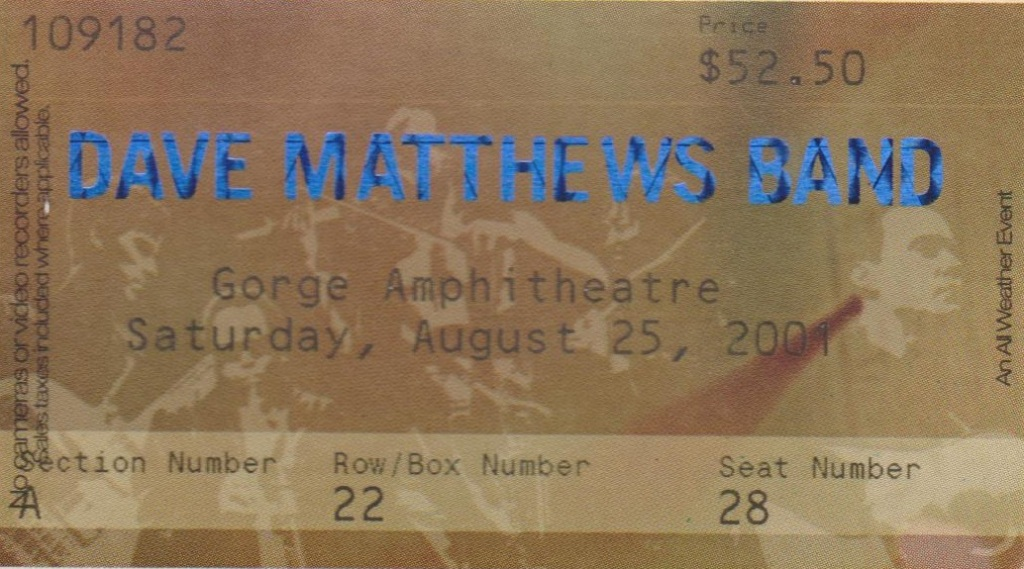 109182
Price
$52.50
DAVE MATTHEWS BAND
Gorge Amphitheatre
Saturday, August 25, 2001
Section Number
A
Row/Box Number
22
Seat Number
28
No cameras or video recorders allowed.
Sales taxes included where applicable.
An All Weather Event